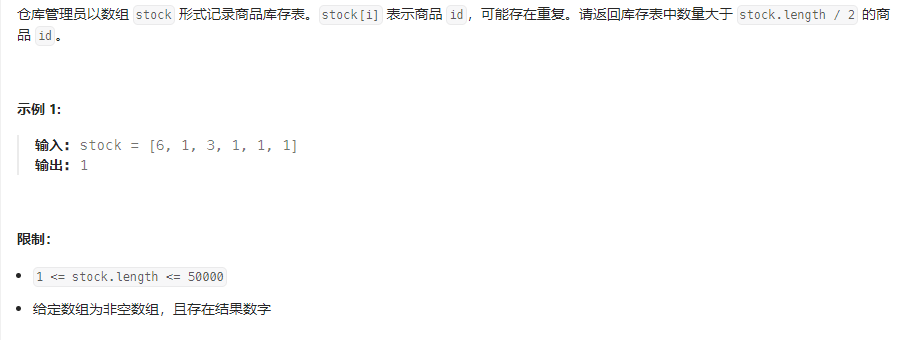 仓库管理员以数组 stock 形式记录商品库存表。stock[i] 表示商品 id，可能存在重复。请返回库存表中数量大于 stock.length / 2 的商
品 id。
示例 1:
输入：stock = [6, 1, 3, 1, 1, 1]
输出：1
限制：
• 1 <= stock.length <= 50000
• 给定数组为非空数组，且存在结果数字